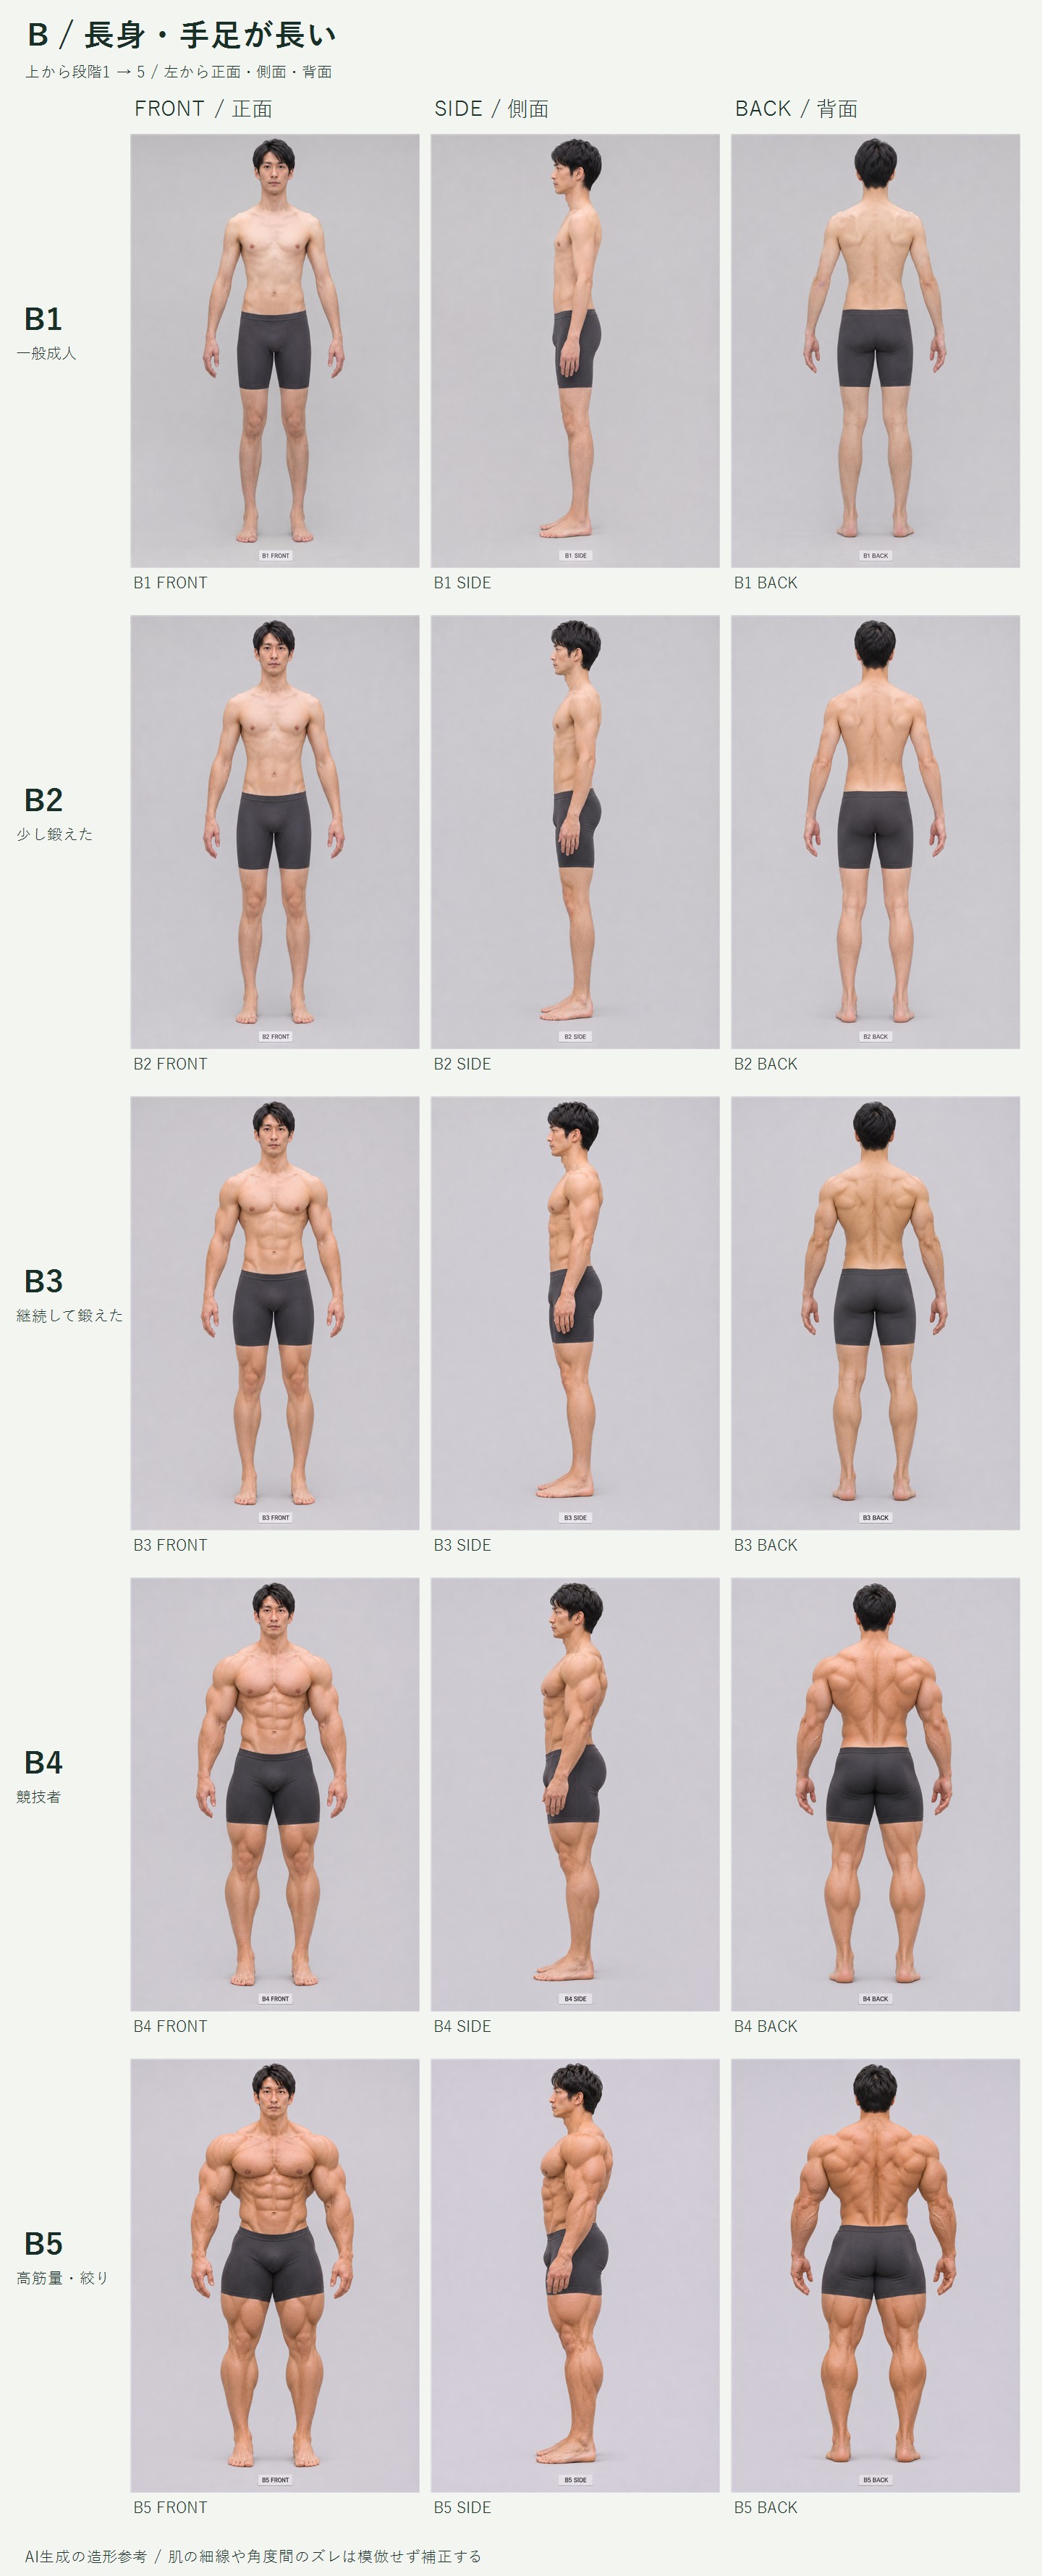 B / 長身・手足が長い
上から段階1 → 5 / 左から正面・側面・背面
FRONT / 正面
SIDE / 側面
BACK / 背面
B1
一般成人
B1 FRONT
B1 SIDE
B1 BACK
B1 FRONT
B1 SIDE
B1 BACK
B2
少し鍛えた
B2 FRONT
B2 SIDE
B2 BACK
B2 FRONT
B2 SIDE
B2 BACK
B3
継続して鍛えた
B3 FRONT
B3 SIDE
B3 BACK
B3 FRONT
B3 SIDE
B3 BACK
B4
競技者
B4 FRONT
B4 SIDE
B4 BACK
B4 FRONT
B4 SIDE
B4 BACK
B5
高筋量・絞り
B5 FRONT
B5 SIDE
B5 BACK
B5 FRONT
B5 SIDE
B5 BACK
AI生成の造形参考 / 肌の細線や角度間のズレは模倣せず補正する